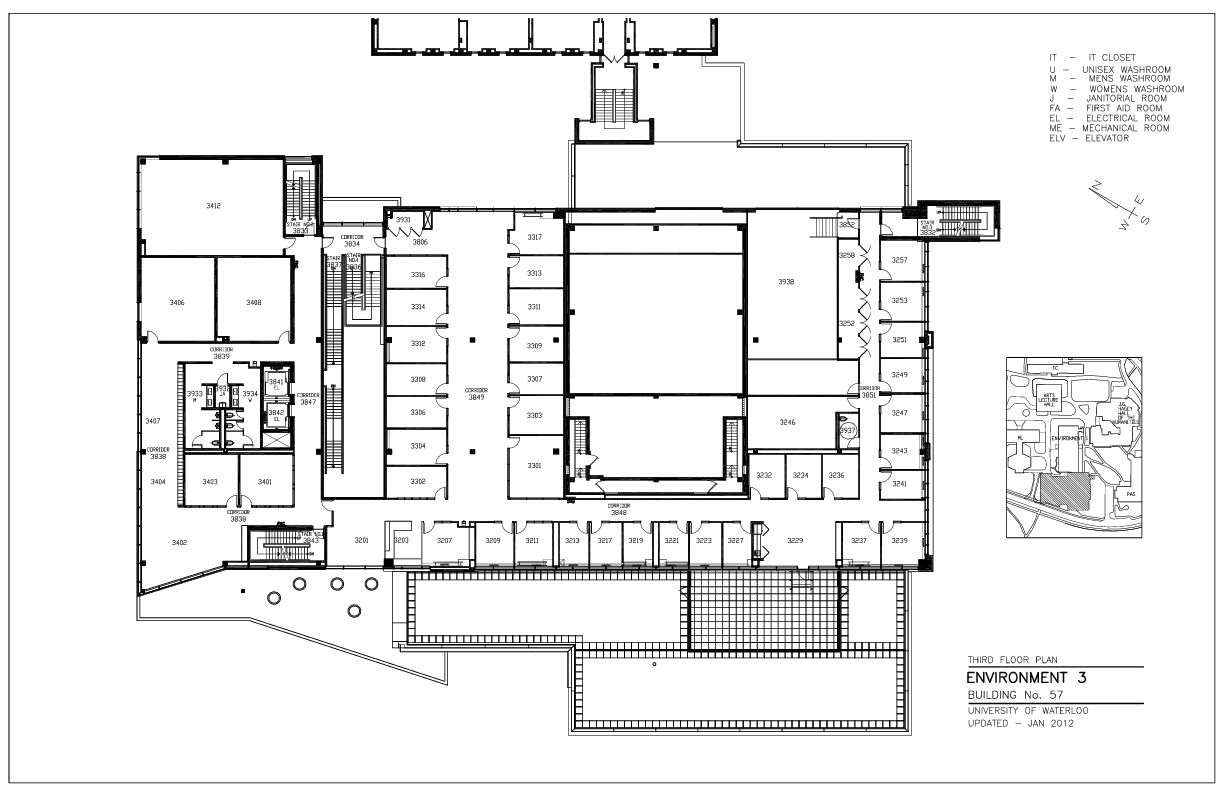 IT – IT CLOSET
U – UNISEX WASHROOM
M – MENS WASHROOM
W – WOMENS WASHROOM
J – JANITORIAL ROOM
FA – FIRST AID ROOM
EL – ELECTRICAL ROOM
ME – MECHANICAL ROOM
ELV – ELEVATOR
N
E
W
S
3412
STAIR NO.2
3833
CORRIDOR
3834
3931
3806
3317
3852
STAIR
3832
STAIR
3837
STAIR
NO.4
3836
3316
3313
3258
3257
3406
3408
3314
3311
3938
3253
3312
3309
3252
3251
CORRIDOR
3839
3308
3307
3249
3841
EL
3933
M
3934
W
3842
EL
CORRIDOR
3847
CORRIDOR
3849
CORRIDOR
3851
3306
3303
3247
3407
3246
3937
3304
3243
CORRIDOR
3838
3301
3232
3234
3236
3404
3403
3401
3302
3241
CORRIDOR
3838
CORRIDOR
3848
3402
3843
3201
3203
3207
3209
3211
3213
3217
3219
3221
3223
3227
3229
3237
3239
TC
ARTS
LECTURE
HALL
J.G.
HAGEY
HALL
OF THE
HUMANITIES
ML
ENVIRONMENT 1
PAS
THIRD FLOOR PLAN
ENVIRONMENT 3
BUILDING No. 57
UNIVERSITY OF WATERLOO
UPDATED – JAN 2012